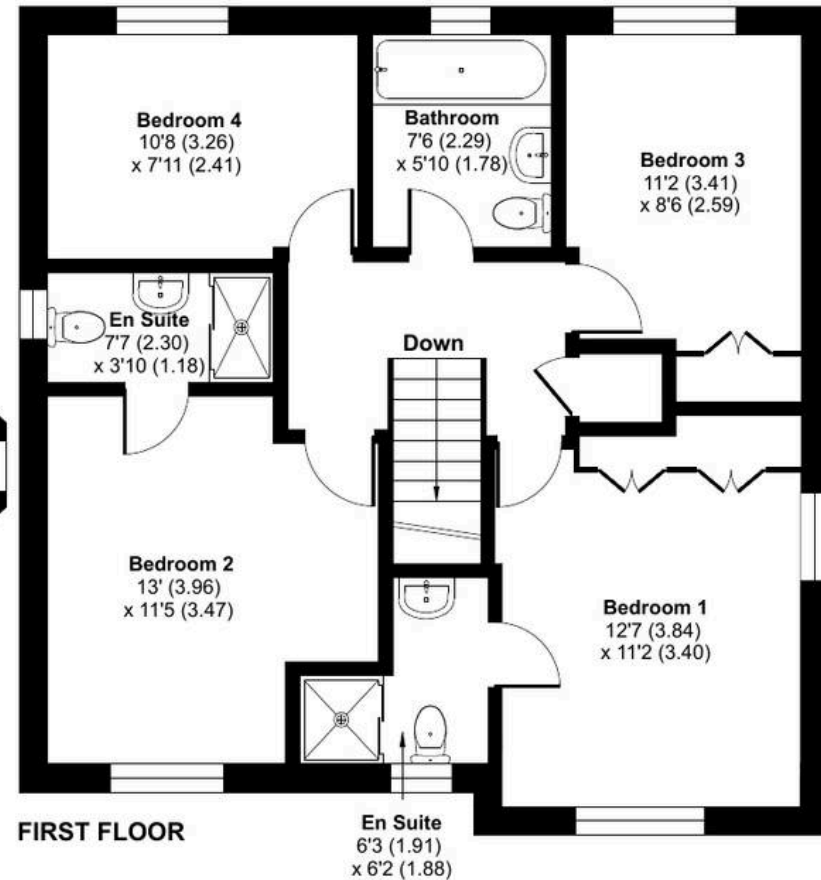 Bedroom 4
10'8 (3.26)
x 7'11 (2.41)
Bathroom
7'6 (2.29)
x 5'10 (1.78)
Bedroom 3
11'2 (3.41)
x 8'6 (2.59)
En Suite
7'7 (2.30)
x 3'10 (1.18)
Down
Bedroom 2
13' (3.96)
x 11'5 (3.47)
Bedroom 1
12'7 (3.84)
x 11'2 (3.40)
FIRST FLOOR
En Suite
6'3 (1.91)
x 6'2 (1.88)